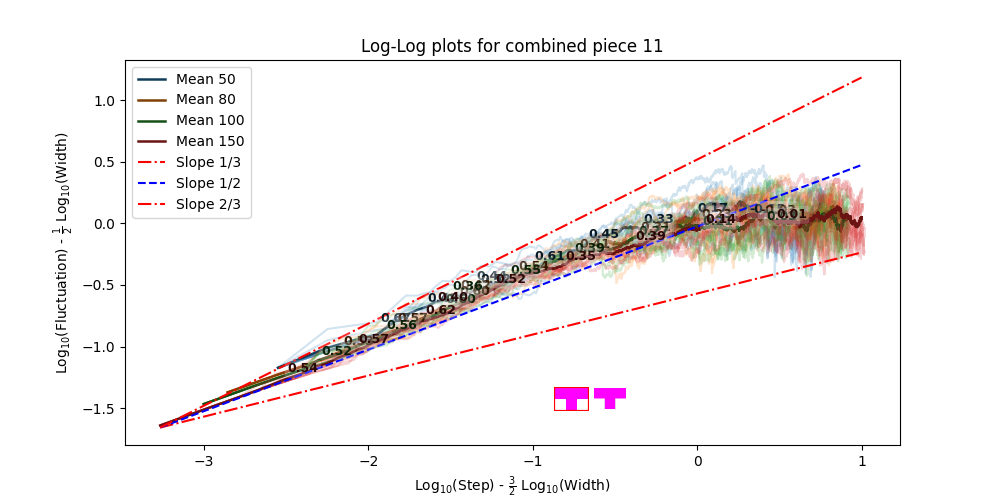 Log-Log plots for combined piece 11
Log₁₀(Fluctuation) - ½ Log₁₀(Width)
1.0
0.5
0.0
−0.5
−1.0
−1.5
Mean 50
Mean 80
Mean 100
Mean 150
Slope 1/3
Slope 1/2
Slope 2/3
0.17
0.33
0.14
0.01
0.45
0.39
0.61 0.35
0.55
0.52
0.36
0.40
0.62
0.56
0.57
0.52
0.54
−3
−2
−1
0
1
Log₁₀(Step) - 3/2 Log₁₀(Width)